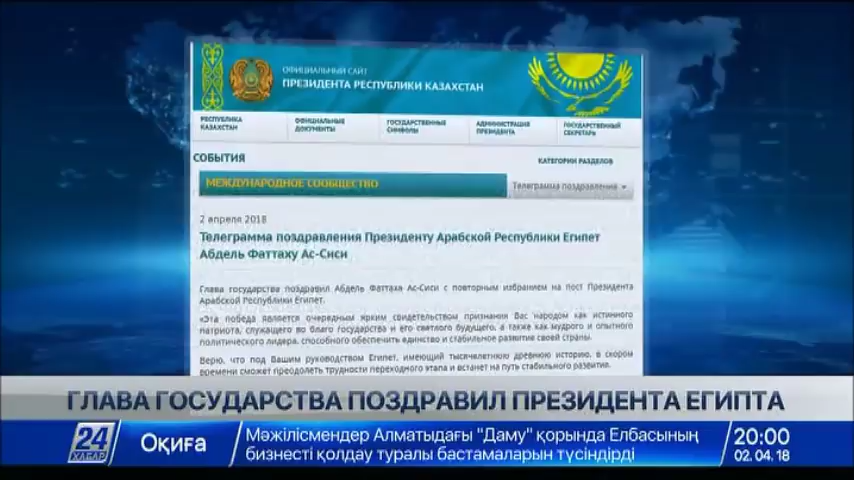 ОФИЦИАЛЬНЫЙ САЙТ
ПРЕЗИДЕНТА РЕСПУБЛИКИ КАЗАХСТАН
РЕСПУБЛИКА КАЗАХСТАН
ОФИЦИАЛЬНЫЕ ДОКУМЕНТЫ
ГОСУДАРСТВЕННЫЕ СИМВОЛЫ
АДМИНИСТРАЦИЯ ПРЕЗИДЕНТА
ГОСУДАРСТВЕННЫЙ СЕКРЕТАРЬ
СОБЫТИЯ
КАТЕГОРИИ РАЗДЕЛОВ
МЕЖДУНАРОДНОЕ СООБЩЕСТВО
Телеграмма поздравления
2 апреля 2018
Телеграмма поздравления Президенту Арабской Республики Египет
Абдель Фаттаху Ас-Сиси
Глава государства поздравил Абдель Фаттаха Ас-Сиси с повторным избранием на пост Президента
Арабской Республики Египет.
«Эта победа является очередным ярким свидетельством признания Вас народом как истинного
патриота, служащего во благо государства и его светлого будущего, а также как мудрого и опытного
политического лидера, способного обеспечить единство и стабильное развитие своей страны.
Верю, что под Вашим руководством Египет, имеющий тысячелетнюю древнюю историю, в скором
времени сможет преодолеть трудности переходного этапа и встанет на путь стабильного развития.
ГЛАВА ГОСУДАРСТВА ПОЗДРАВИЛ ПРЕЗИДЕНТА ЕГИПТА
24
ХАБАР
Оқиға
Мәжілісмендер Алматыдағы "Даму" қорында Елбасының
бизнесті қолдау туралы бастамаларын түсіндірді
20:00
02.04.18